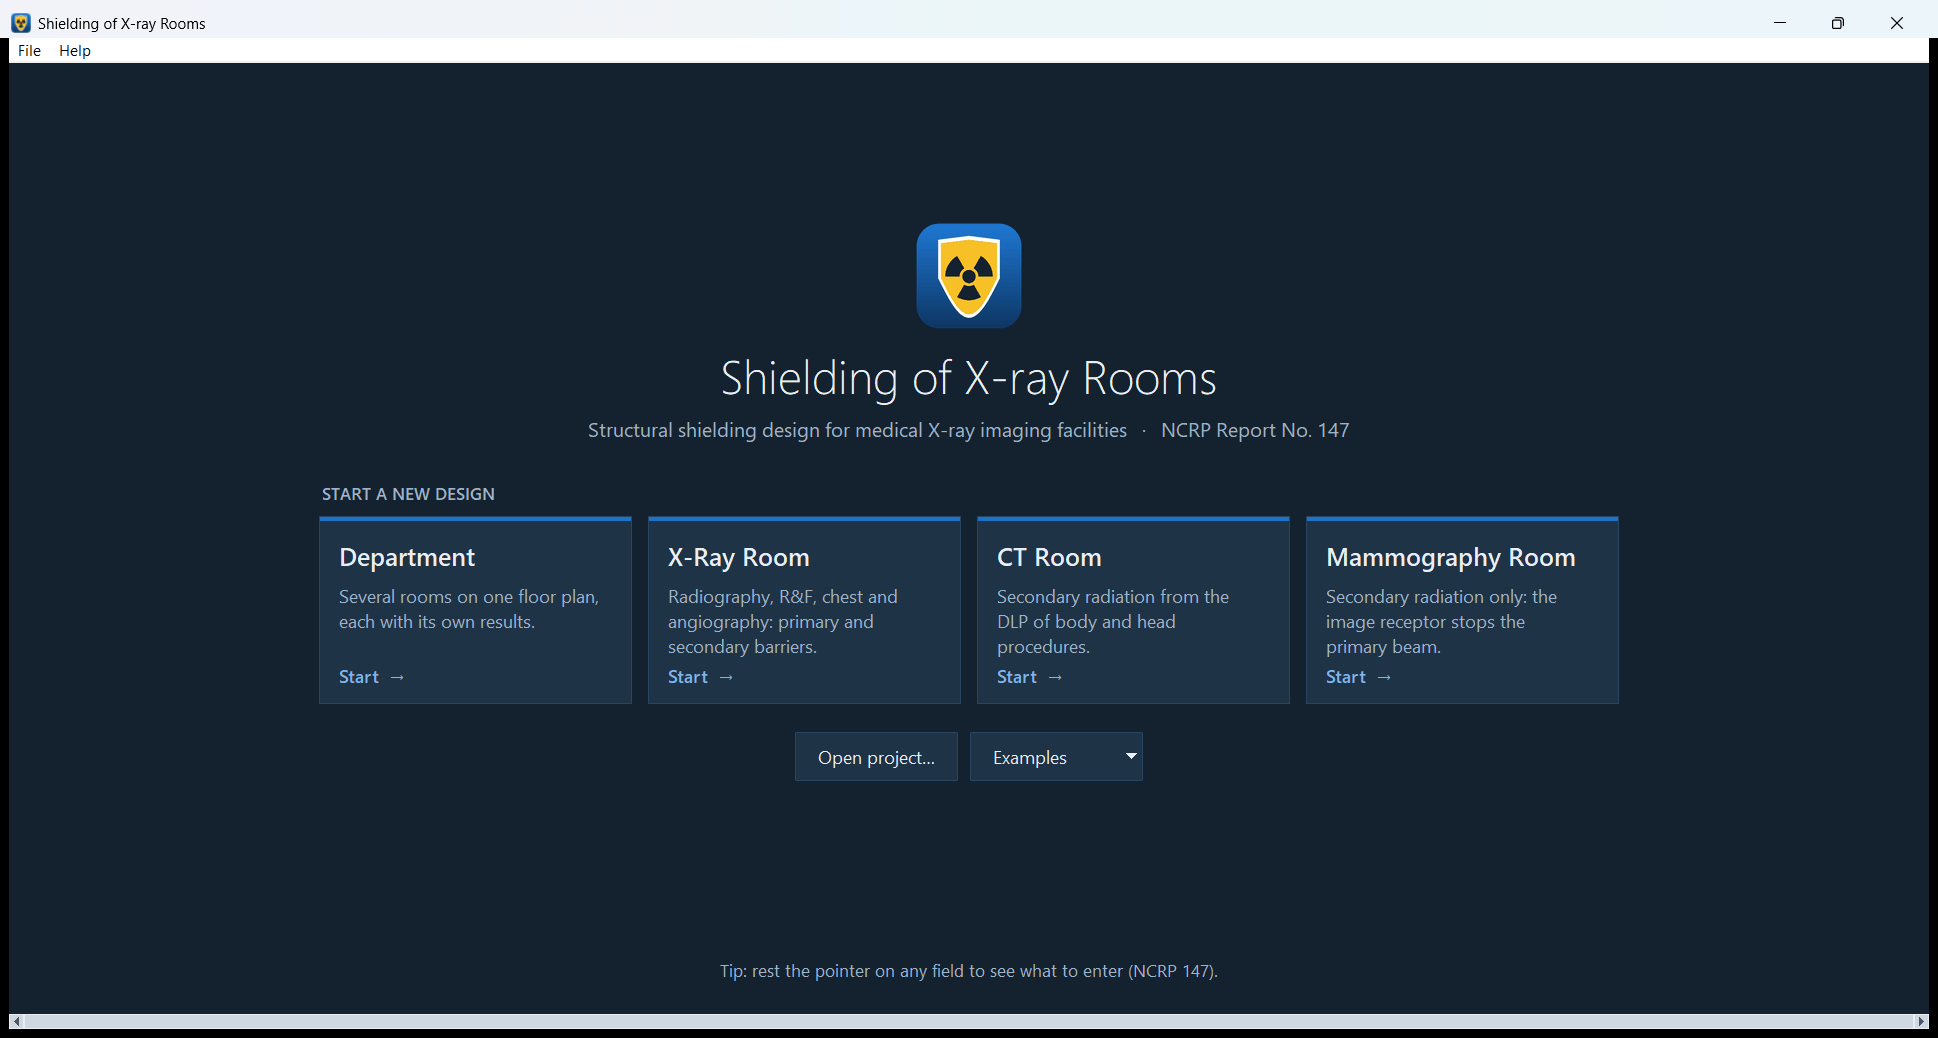 Shielding of X-ray Rooms
File Help
Shielding of X-ray Rooms
Structural shielding design for medical X-ray imaging facilities · NCRP Report No. 147
START A NEW DESIGN
Department
Several rooms on one floor plan,
each with its own results.
Start →
X-Ray Room
Radiography, R&F, chest and
angiography: primary and
secondary barriers.
Start →
CT Room
Secondary radiation from the
DLP of body and head
procedures.
Start →
Mammography Room
Secondary radiation only: the
image receptor stops the
primary beam.
Start →
Open project...
Examples
Tip: rest the pointer on any field to see what to enter (NCRP 147).